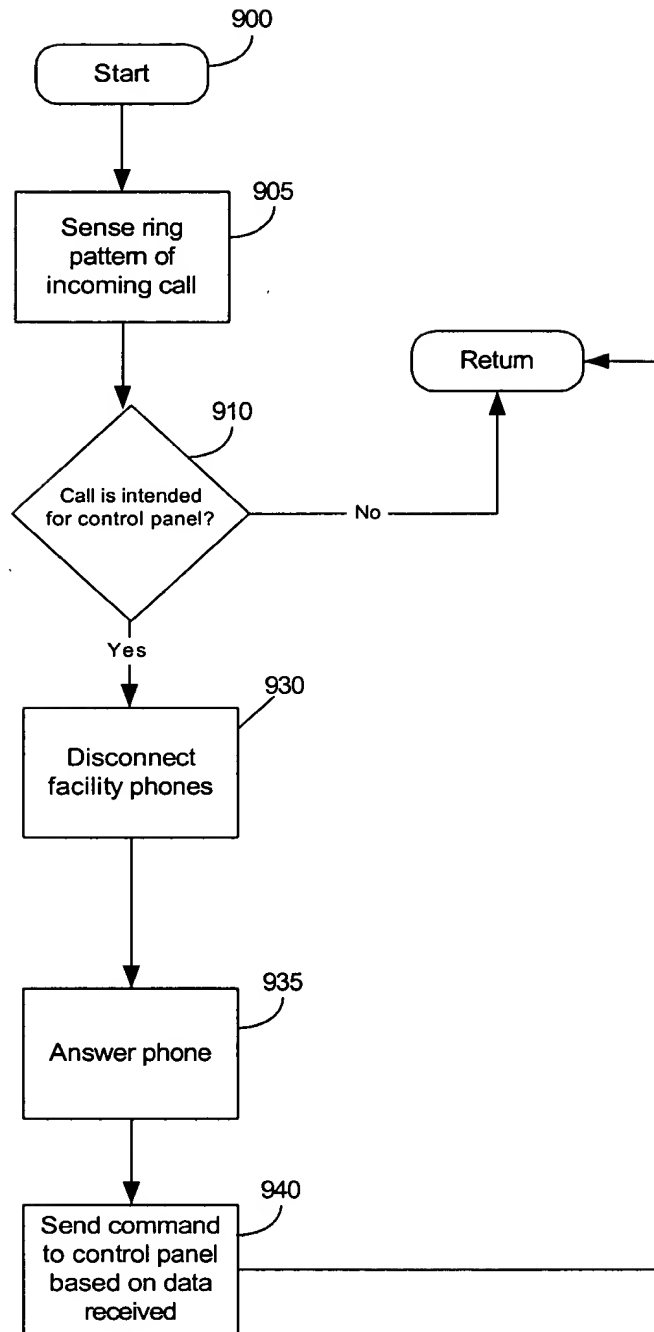 900
Start
905
Sense ring
pattern of
incoming call
Return
910
Call is intended
for control panel?
No
Yes
930
Disconnect
facility phones
935
Answer phone
940
Send command
to control panel
based on data
received